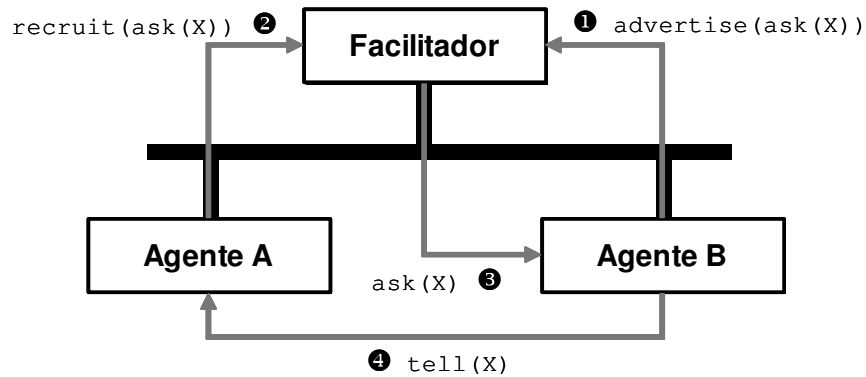 recruit(ask(X)) ❷
Facilitador
❶ advertise(ask(X))
Agente A
Agente B
ask(X) ❸
❹ tell(X)